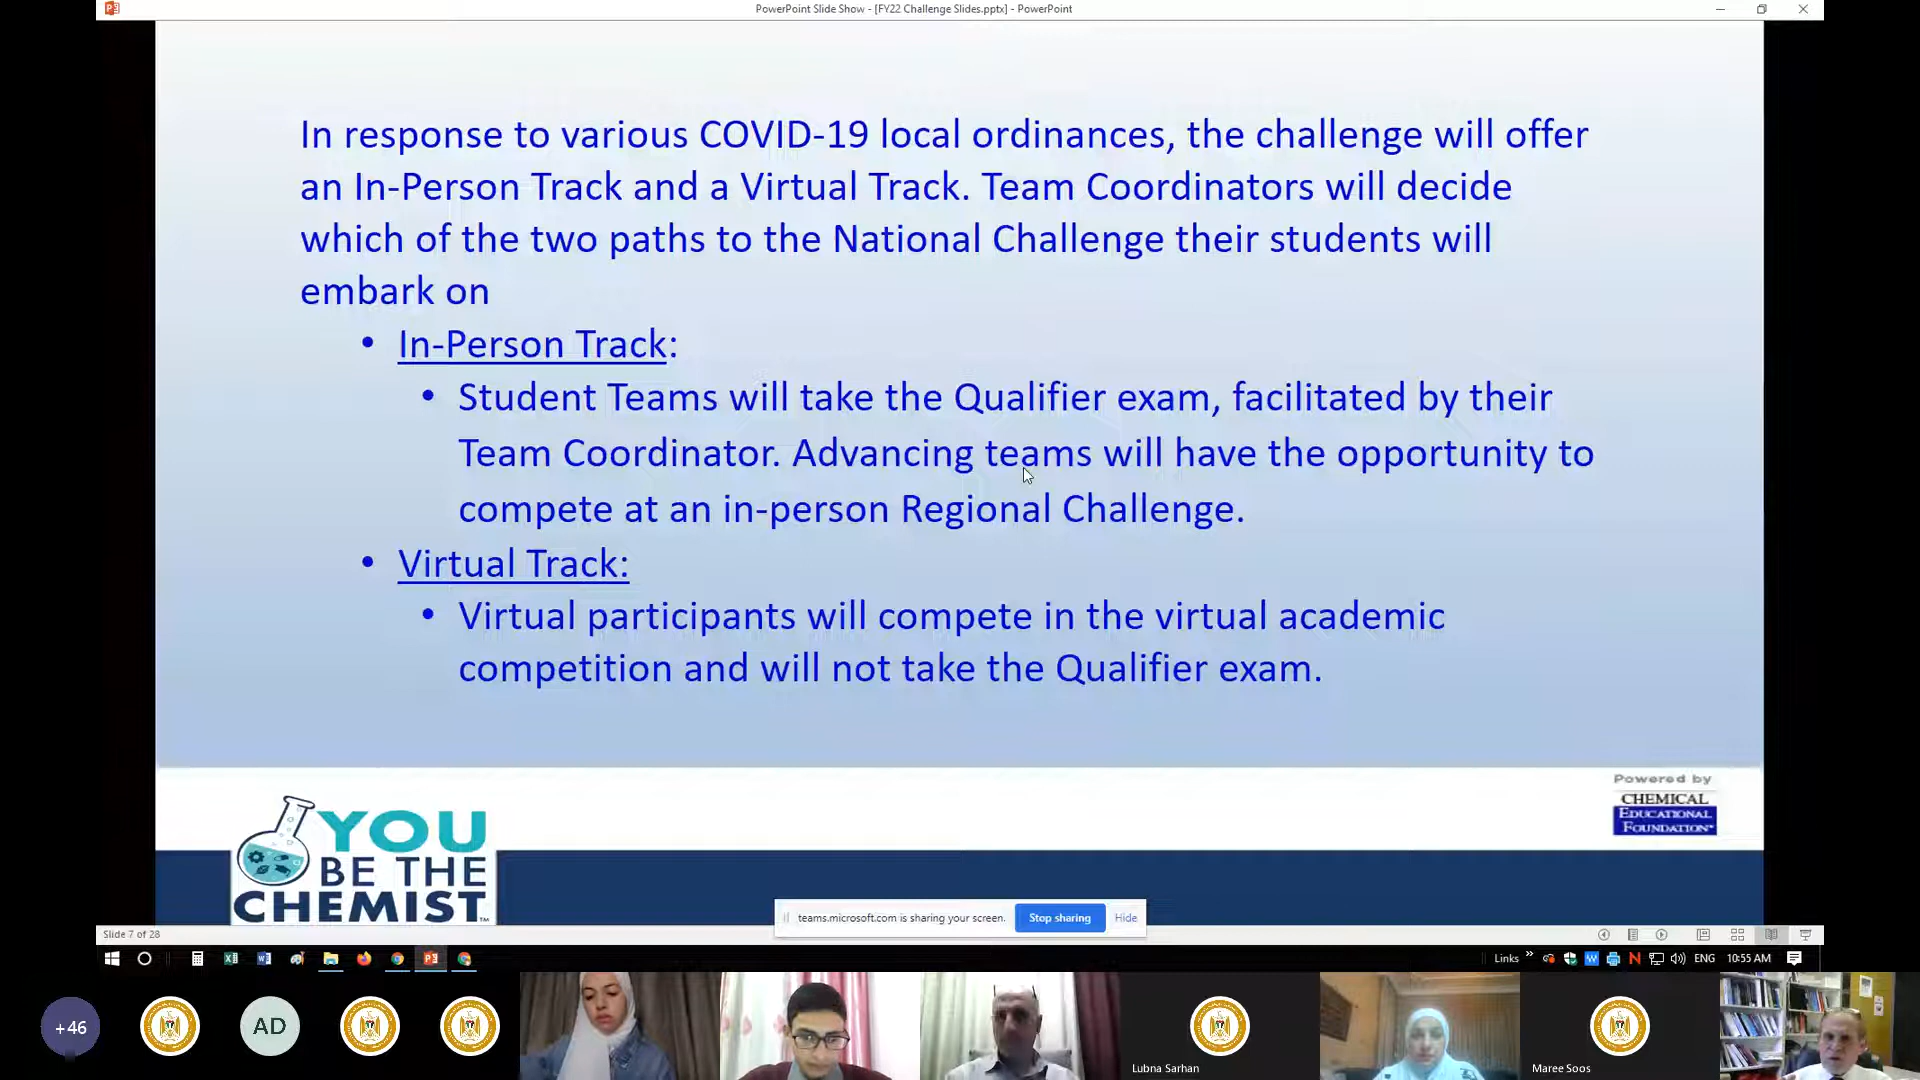 PowerPoint Slide Show - [FY22 Challenge Slides.pptx] - PowerPoint
In response to various COVID-19 local ordinances, the challenge will offer
an In-Person Track and a Virtual Track. Team Coordinators will decide
which of the two paths to the National Challenge their students will
embark on
• In-Person Track:
• Student Teams will take the Qualifier exam, facilitated by their
Team Coordinator. Advancing teams will have the opportunity to
compete at an in-person Regional Challenge.
• Virtual Track:
• Virtual participants will compete in the virtual academic
competition and will not take the Qualifier exam.
Powered by
CHEMICAL
EDUCATIONAL
FOUNDATION
YOU
BE THE
CHEMIST™
teams.microsoft.com is sharing your screen. Stop sharing Hide
Slide 7 of 28
Links » ENG 10:55 AM
+46
AD
Lubna Sarhan
Maree Soos